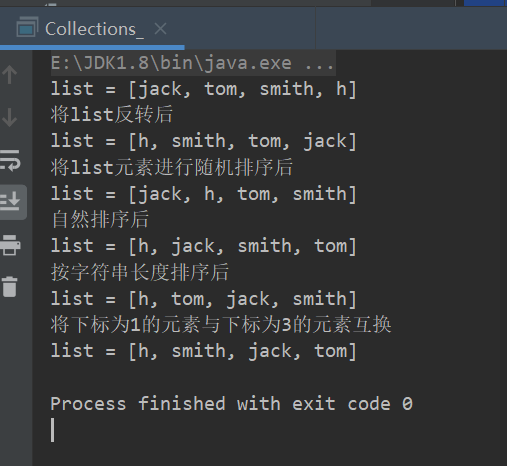 Collections_
E:\JDK1.8\bin\java.exe ...
list = [jack, tom, smith, h]
将list反转后
list = [h, smith, tom, jack]
将list元素进行随机排序后
list = [jack, h, tom, smith]
自然排序后
list = [h, jack, smith, tom]
按字符串长度排序后
list = [h, tom, jack, smith]
将下标为1的元素与下标为3的元素互换
list = [h, smith, jack, tom]
Process finished with exit code 0